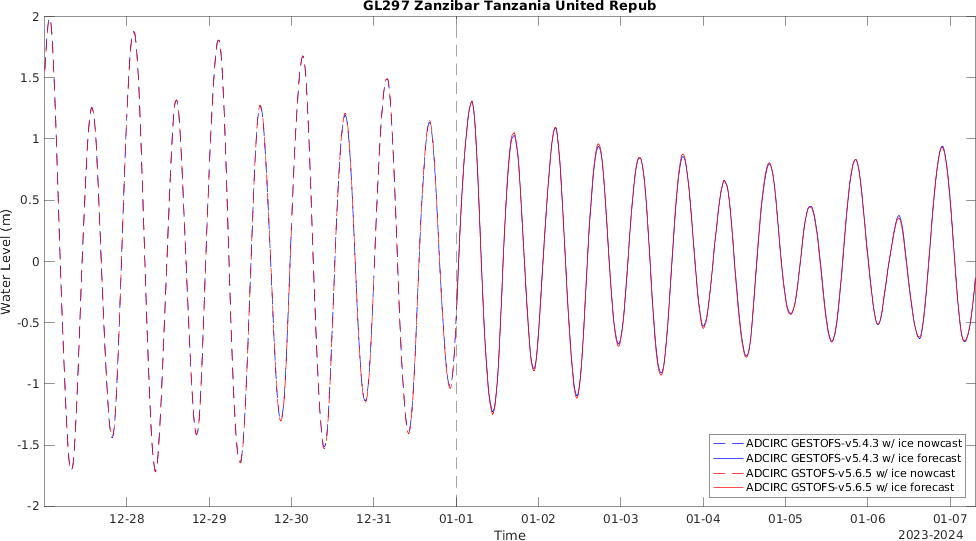 GL297 Zanzibar Tanzania United Repub
2
1.5
1
0.5
0
-0.5
-1
-1.5
-2
Water Level (m)
ADCIRC GESTOFS-v5.4.3 w/ ice nowcast
ADCIRC GESTOFS-v5.4.3 w/ ice forecast
ADCIRC GSTOFS-v5.6.5 w/ ice nowcast
ADCIRC GSTOFS-v5.6.5 w/ ice forecast
12-28 12-29 12-30 12-31 01-01 01-02 01-03 01-04 01-05 01-06 01-07
Time
2023-2024